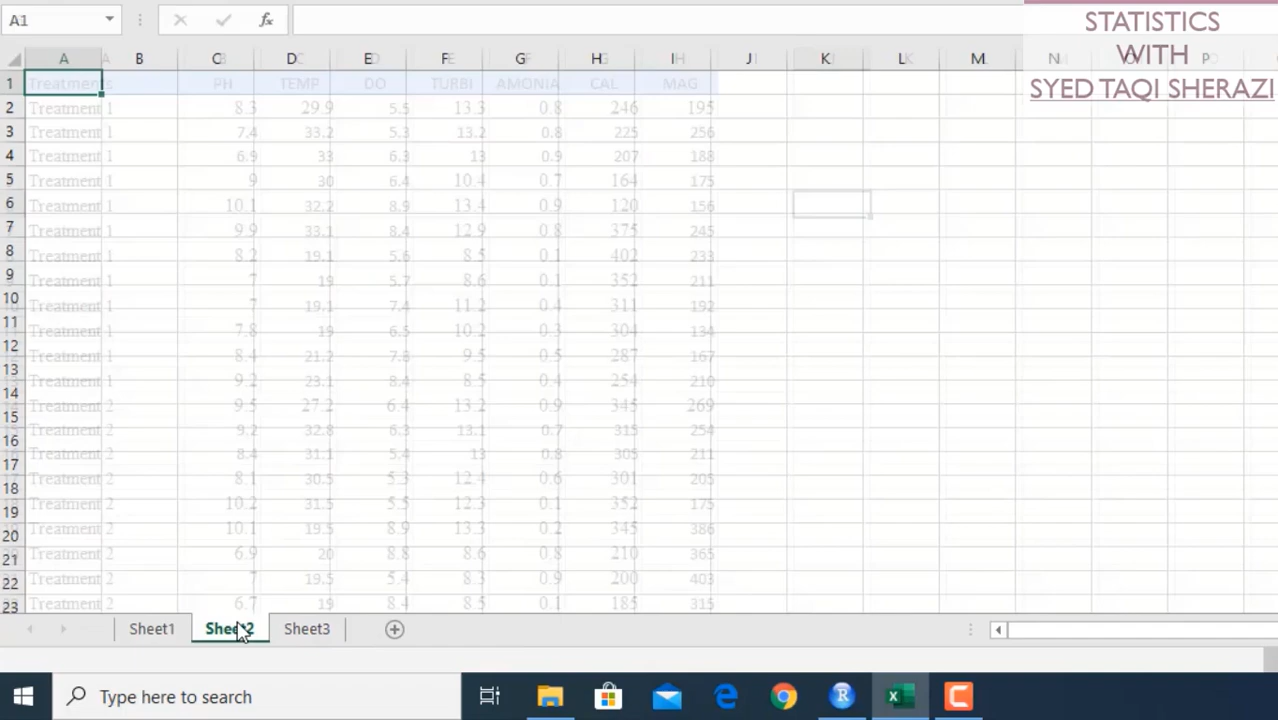 A1
fx
STATISTICS
WITH
SYED TAQI SHERAZI
A B C D E F G H I J K L M N O P
1 Treatments PH TEMP DO TURBI AMONIA CAL MAG
2 Treatment 1 8.3 29.9 5.5 13.3 0.8 246 195
3 Treatment 1 7.4 33.2 5.3 13.2 0.8 225 256
4 Treatment 1 6.9 33 6.3 13 0.9 207 188
5 Treatment 1 9 30 6.4 10.4 0.7 164 175
6 Treatment 1 10.1 32.2 8.9 13.4 0.9 120 156
7 Treatment 1 9.9 33.1 8.4 12.9 0.8 375 245
8 Treatment 1 8.2 19.1 5.6 8.5 0.1 402 233
9 Treatment 1 7 19 5.7 8.6 0.1 352 211
10 Treatment 1 7 19.1 7.4 11.2 0.4 311 192
11 Treatment 1 7.8 19 6.5 10.2 0.3 304 134
12 Treatment 1 8.4 21.2 7.8 9.5 0.5 287 167
13 Treatment 1 9.2 23.1 8.4 8.5 0.4 254 210
14 Treatment 2 9.5 27.2 6.4 13.2 0.9 345 269
15 Treatment 2 9.2 32.8 6.3 13.1 0.7 315 254
16 Treatment 2 8.4 31.1 5.4 13 0.8 305 211
17 Treatment 2 8.1 30.5 5.3 12.4 0.6 301 205
18 Treatment 2 10.2 31.5 5.5 12.3 0.1 352 175
19 Treatment 2 10.1 19.5 8.9 13.3 0.2 345 386
20 Treatment 2 6.9 20 8.8 8.6 0.8 210 365
21 Treatment 2 7 19.5 5.4 8.3 0.9 200 403
22 Treatment 2 6.7 19 8.4 8.5 0.1 185 315
23
Sheet1 Sheet2 Sheet3
Type here to search